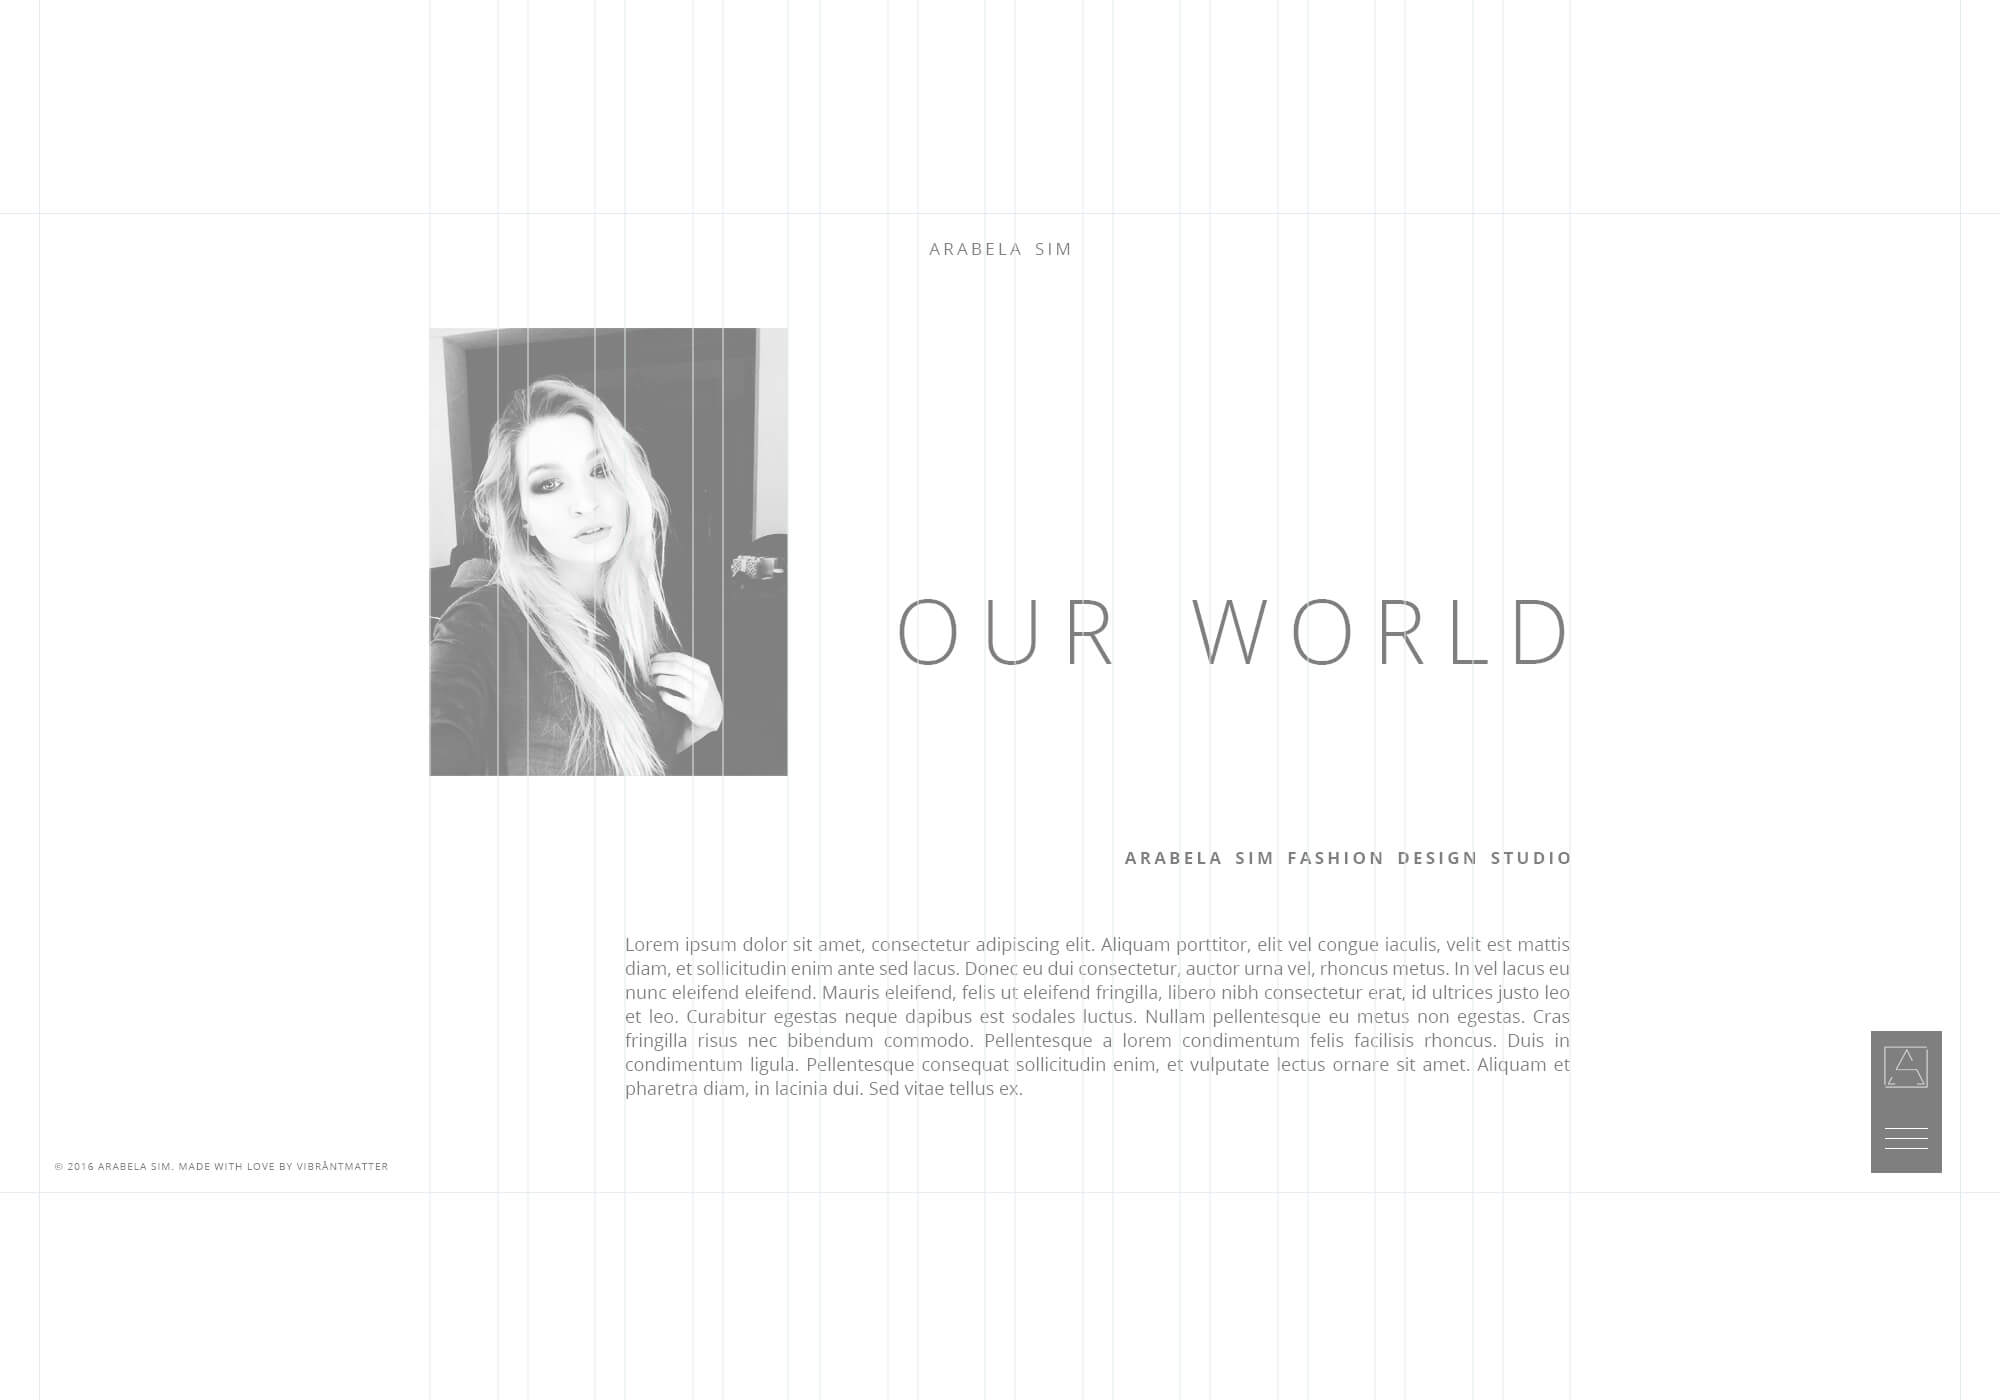 ARABELA SIM
OUR WORLD
ARABELA SIM FASHION DESIGN STUDIO
Lorem ipsum dolor sit amet, consectetur adipiscing elit. Aliquam porttitor, elit vel congue iaculis, velit est mattis
diam, et sollicitudin enim ante sed lacus. Donec eu dui consectetur, auctor urna vel, rhoncus metus. In vel lacus eu
nunc eleifend eleifend. Mauris eleifend, felis ut eleifend fringilla, libero nibh consectetur erat, id ultrices justo leo
et leo. Curabitur egestas neque dapibus est sodales luctus. Nullam pellentesque eu metus non egestas. Cras
fringilla risus nec bibendum commodo. Pellentesque a lorem condimentum felis facilisis rhoncus. Duis in
condimentum ligula. Pellentesque consequat sollicitudin enim, et vulputate lectus ornare sit amet. Aliquam et
pharetra diam, in lacinia dui. Sed vitae tellus ex.
© 2016 ARABELA SIM. MADE WITH LOVE BY VIBRÅNTMATTER